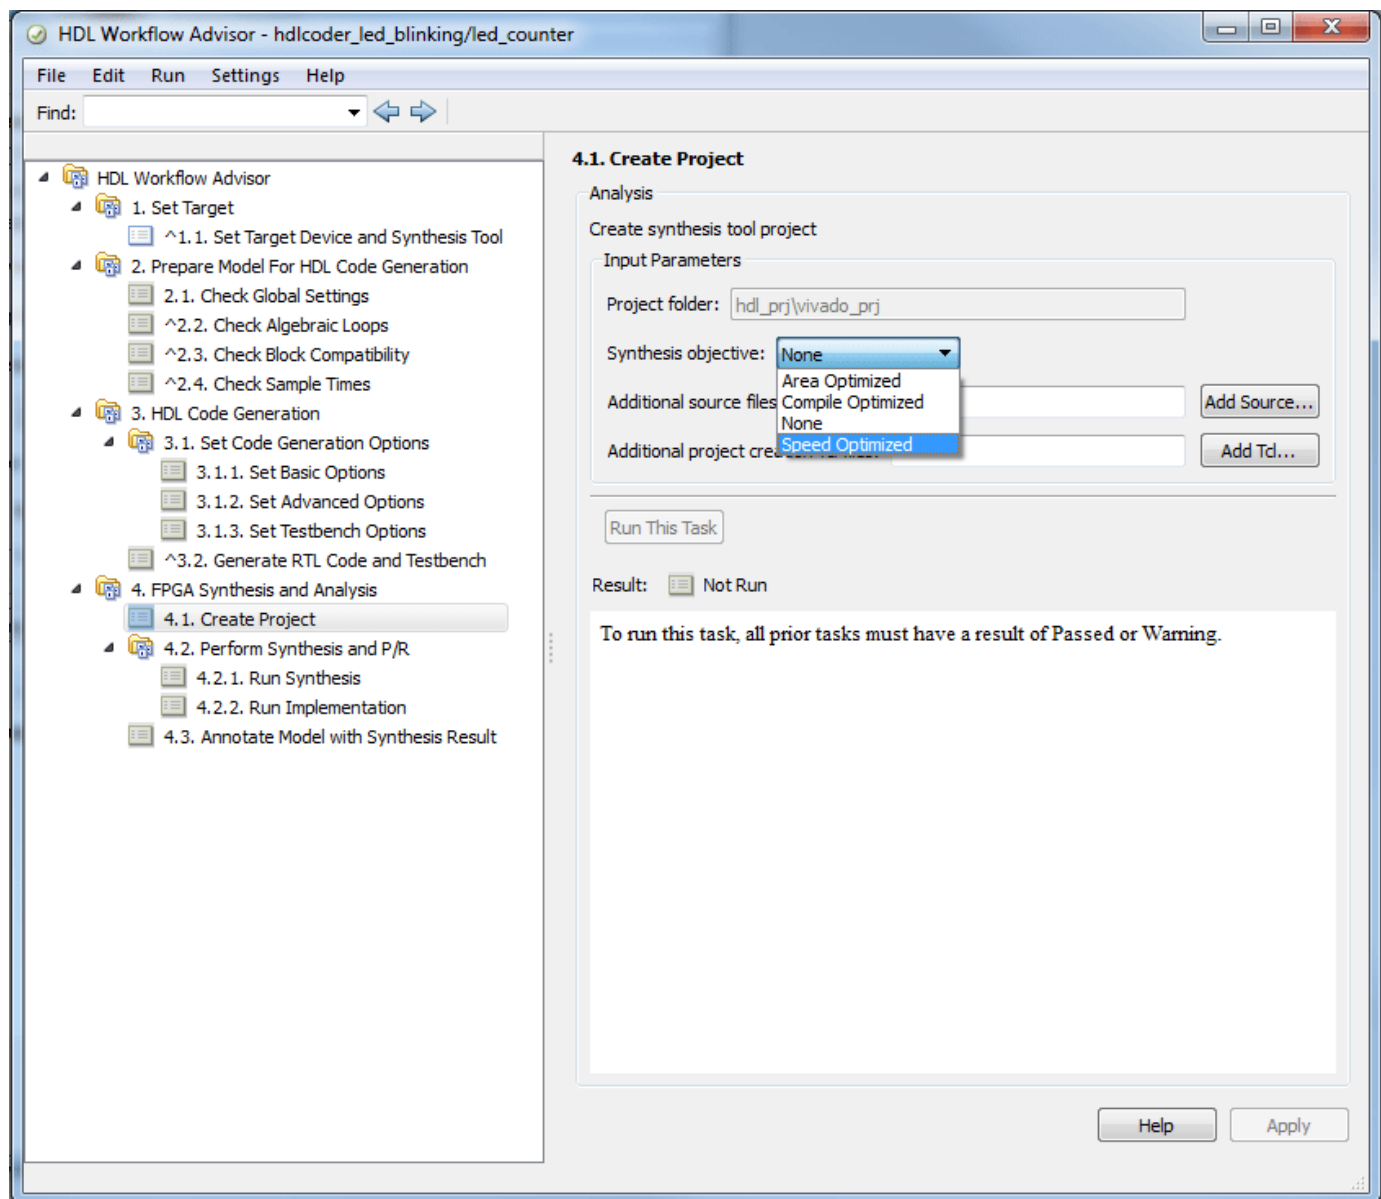 HDL Workflow Advisor - hdlcoder_led_blinking/led_counter
File Edit Run Settings Help
Find:
HDL Workflow Advisor
1. Set Target
^1.1. Set Target Device and Synthesis Tool
2. Prepare Model For HDL Code Generation
2.1. Check Global Settings
^2.2. Check Algebraic Loops
^2.3. Check Block Compatibility
^2.4. Check Sample Times
3. HDL Code Generation
3.1. Set Code Generation Options
3.1.1. Set Basic Options
3.1.2. Set Advanced Options
3.1.3. Set Testbench Options
^3.2. Generate RTL Code and Testbench
4. FPGA Synthesis and Analysis
4.1. Create Project
4.2. Perform Synthesis and P/R
4.2.1. Run Synthesis
4.2.2. Run Implementation
4.3. Annotate Model with Synthesis Result
4.1. Create Project
Analysis
Create synthesis tool project
Input Parameters
Project folder: hdl_prj\vivado_prj
Synthesis objective: None
Area Optimized
Additional source files Compile Optimized Add Source...
None
Speed Optimized
Additional project Add Tcl...
Run This Task
Result: Not Run
To run this task, all prior tasks must have a result of Passed or Warning.
Help Apply